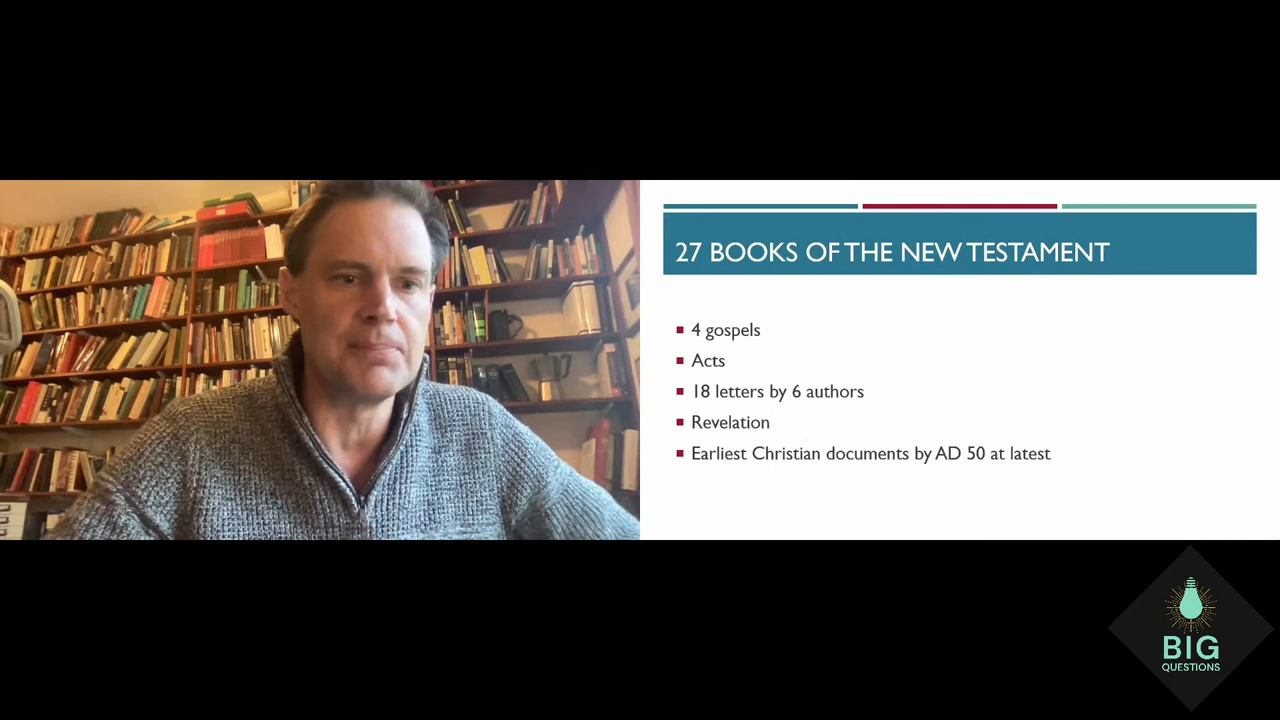 27 BOOKS OF THE NEW TESTAMENT
4 gospels
Acts
18 letters by 6 authors
Revelation
Earliest Christian documents by AD 50 at latest
BIG
QUESTIONS